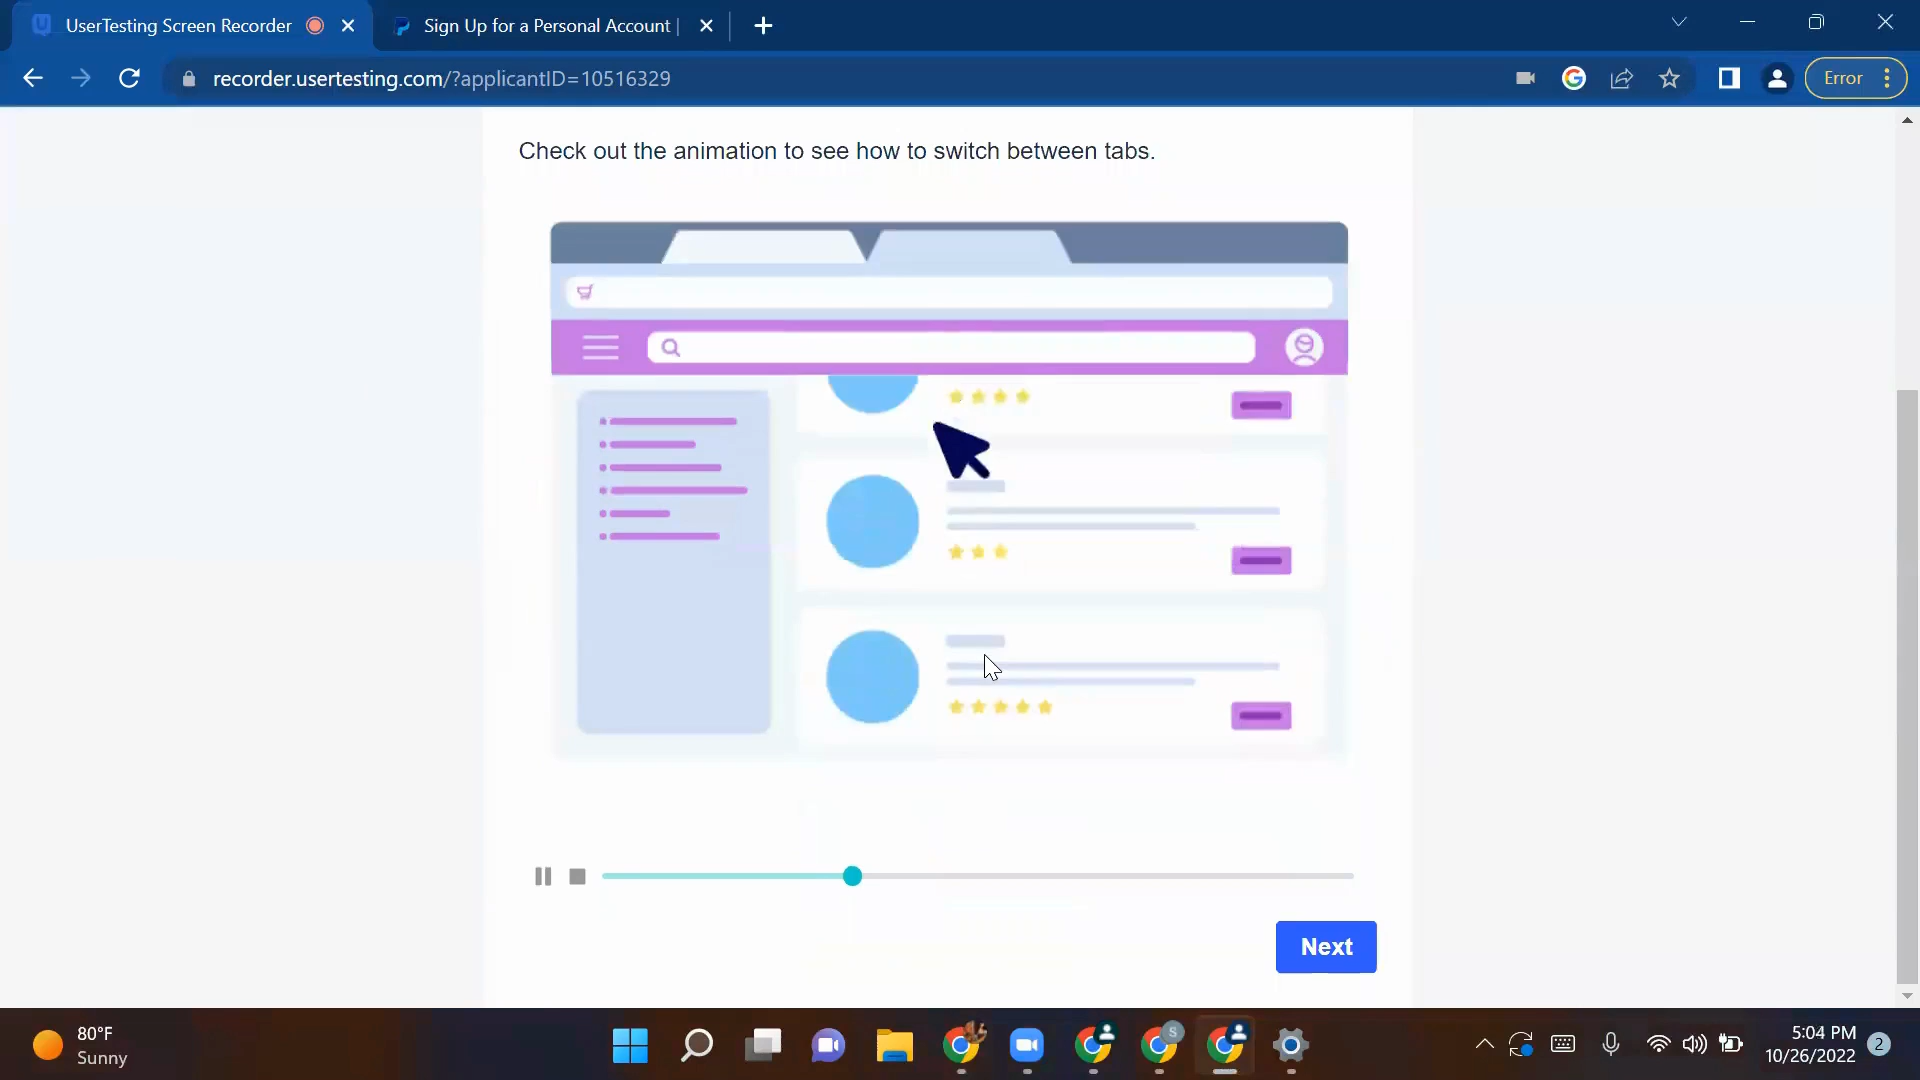 UserTesting Screen Recorder
Sign Up for a Personal Account |
recorder.usertesting.com/?applicantID=10516329
Error
Check out the animation to see how to switch between tabs.
Next
80°F
Sunny
S
5:04 PM
10/26/2022
2